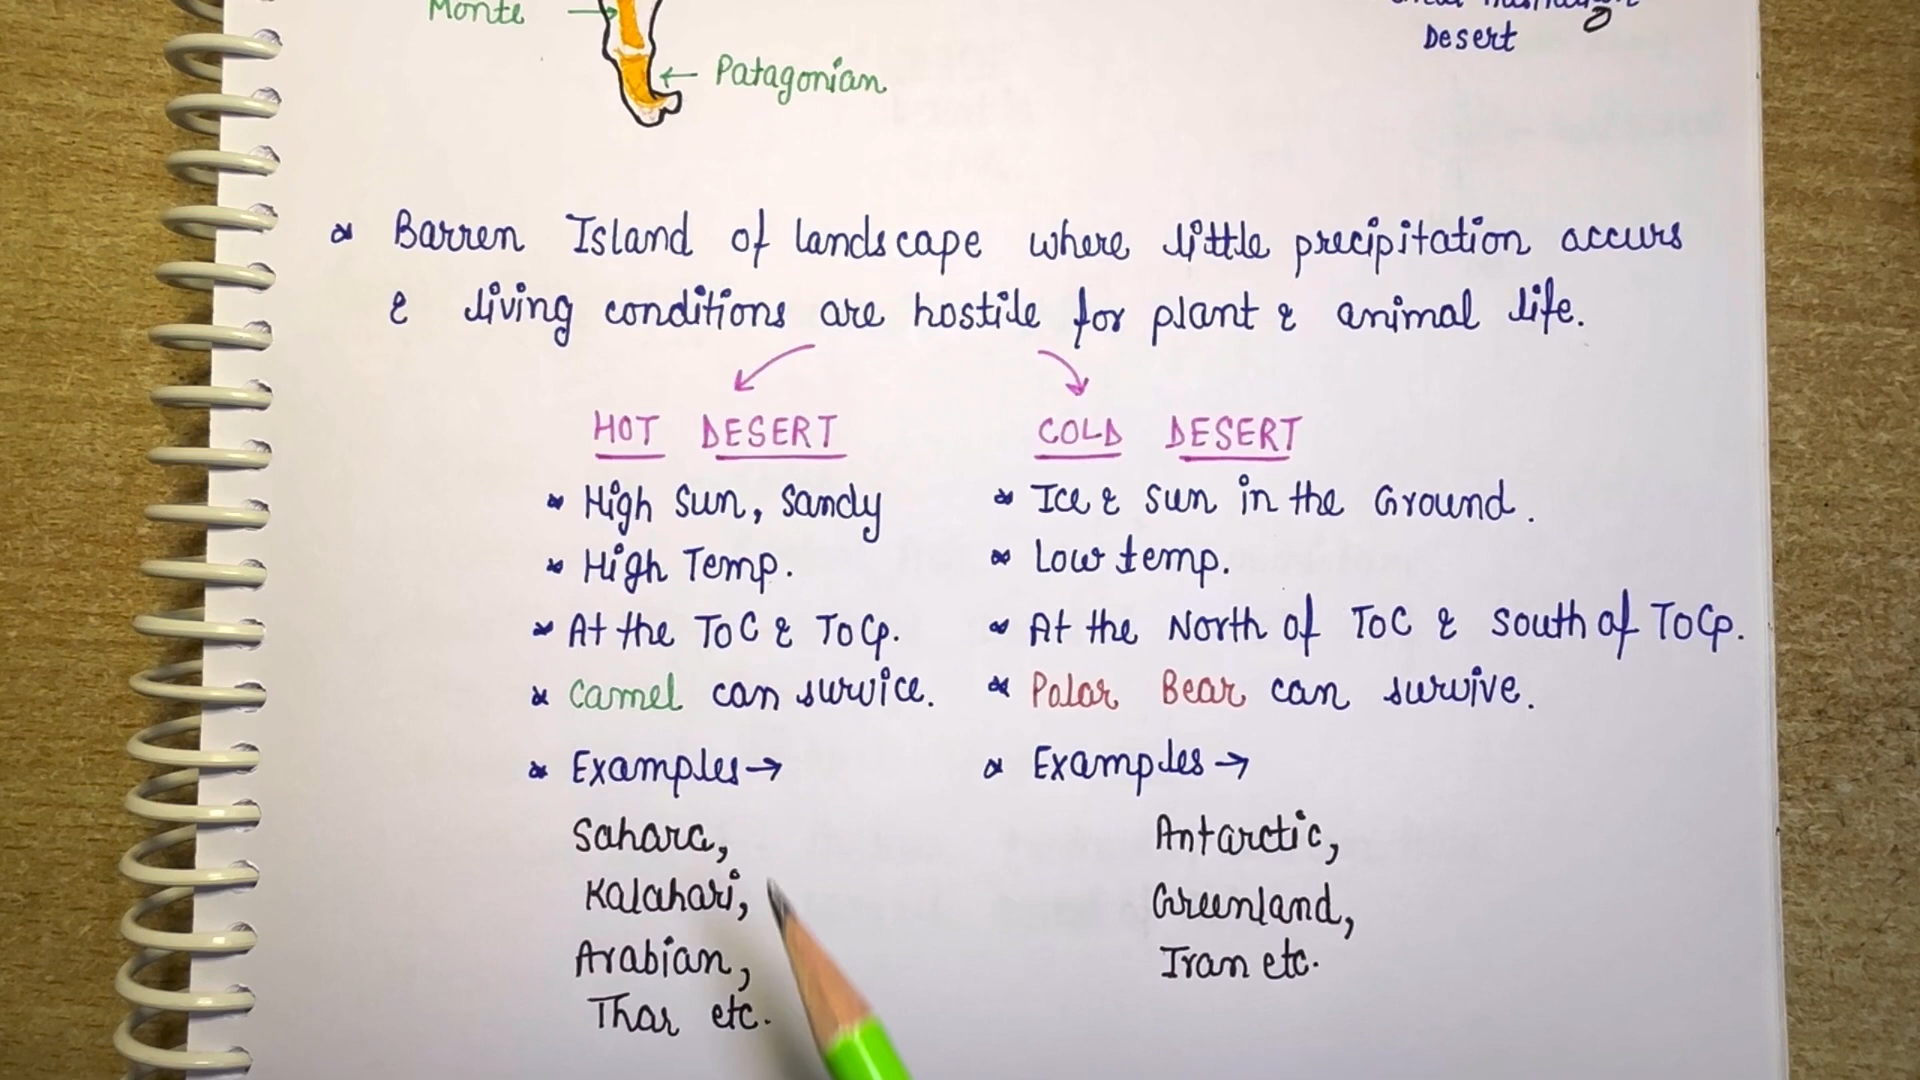 Monte
Desert
Patagonian
Barren Island of landscape where little precipitation occurs
& living conditions are hostile for plant & animal life.
HOT DESERT
High Sun, Sandy
High Temp.
At the ToC & ToCp.
Camel can survice.
Examples →
Sahara,
Kalahari,
Arabian,
Thar etc.
COLD DESERT
Ice & Sun in the Ground.
Low temp.
At the North of ToC & South of ToCp.
Polar Bear can survive.
Examples →
Antarctic,
Greenland,
Iran etc.